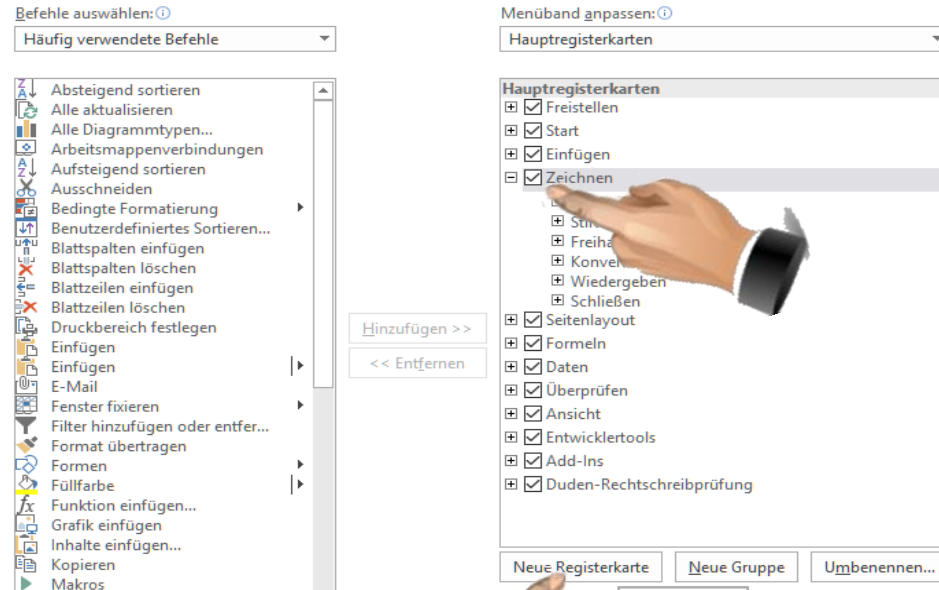 Befehle auswählen:
Häufig verwendete Befehle
Absteigend sortieren
Alle aktualisieren
Alle Diagrammtypen...
Arbeitsmappenverbindungen
Aufsteigend sortieren
Ausschneiden
Bedingte Formatierung
Benutzerdefiniertes Sortieren...
Blattspalten einfügen
Blattspalten löschen
Blattzeilen einfügen
Blattzeilen löschen
Druckbereich festlegen
Einfügen
Einfügen
E-Mail
Fenster fixieren
Filter hinzufügen oder entfer...
Format übertragen
Formen
Füllfarbe
Funktion einfügen...
Grafik einfügen
Inhalte einfügen...
Kopieren
Makros
Hinzufügen >>
<< Entfernen
Menüband anpassen:
Hauptregisterkarten
Hauptregisterkarten
Freistellen
Start
Einfügen
Zeichnen
Wiedergeben
Schließen
Seitenlayout
Formeln
Daten
Überprüfen
Ansicht
Entwicklertools
Add-Ins
Duden-Rechtschreibprüfung
Neue Registerkarte
Neue Gruppe
Umbenennen...